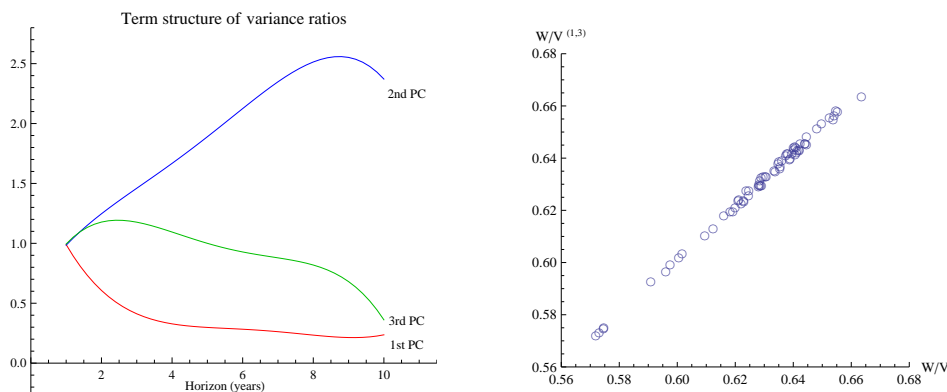 Term structure of variance ratios
2.5
2.0
1.5
1.0
0.5
0.0
2nd PC
3rd PC
1st PC
2 4 6 8 10
Horizon (years)
W/V (1,3)
0.68
0.66
0.64
0.62
0.60
0.58
0.56
0.56 0.58 0.60 0.62 0.64 0.66 0.68
W/V